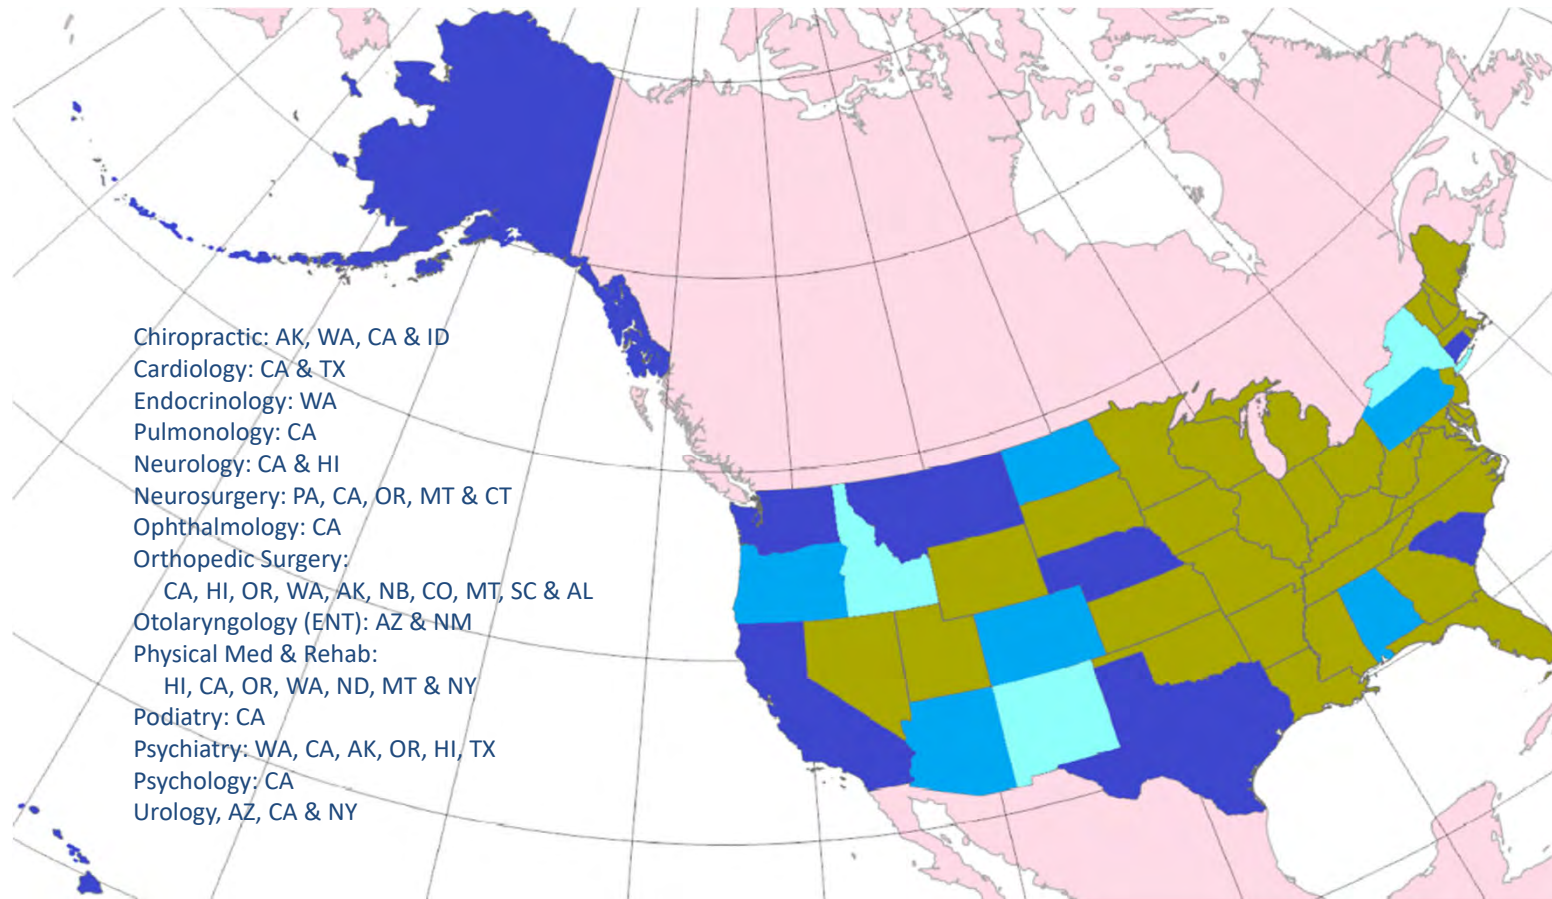 Chiropractic: AK, WA, CA & ID
Cardiology: CA & TX
Endocrinology: WA
Pulmonology: CA
Neurology: CA & HI
Neurosurgery: PA, CA, OR, MT & CT
Ophthalmology: CA
Orthopedic Surgery:
CA, HI, OR, WA, AK, NB, CO, MT, SC & AL
Otolaryngology (ENT): AZ & NM
Physical Med & Rehab:
HI, CA, OR, WA, ND, MT & NY
Podiatry: CA
Psychiatry: WA, CA, AK, OR, HI, TX
Psychology: CA
Urology, AZ, CA & NY